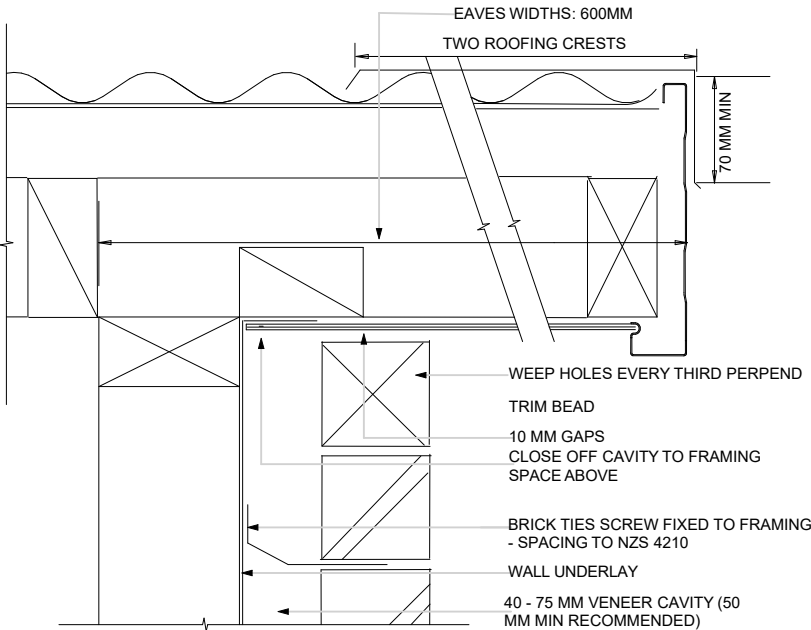 EAVES WIDTHS: 600MM
TWO ROOFING CRESTS
70 MM MIN
WEEP HOLES EVERY THIRD PERPEND
TRIM BEAD
10 MM GAPS
CLOSE OFF CAVITY TO FRAMING
SPACE ABOVE
BRICK TIES SCREW FIXED TO FRAMING
- SPACING TO NZS 4210
WALL UNDERLAY
40 - 75 MM VENEER CAVITY (50
MM MIN RECOMMENDED)